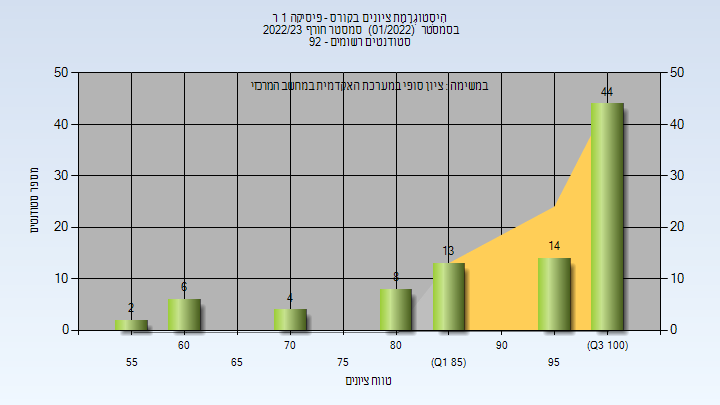 היסטוגרמת ציונים בקורס - פיסיקה 1 ר
בסמסטר (01/2022) סמסטר חורף 2022/23
סטודנטים רשומים - 92
במשימה : ציון סופי במערכת האקדמית במחשב המרכזי
מספר סטודנטים
50 50
40 40
30 30
20 20
10 10
0 0
2 6 4 8 13 14 44
60 70 80 90 (Q3 100)
55 65 75 (Q1 85) 95
טווח ציונים